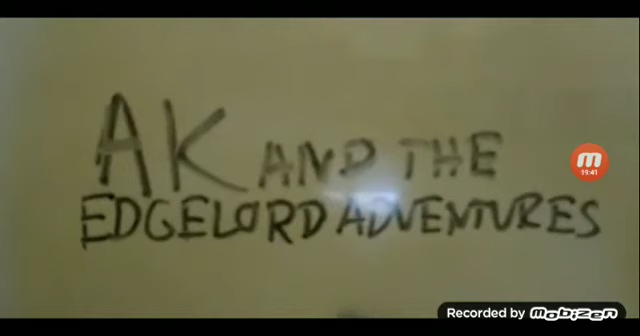 AK AND THE
EDGELORD ADVENTURES
m
19:41
Recorded by mobizen